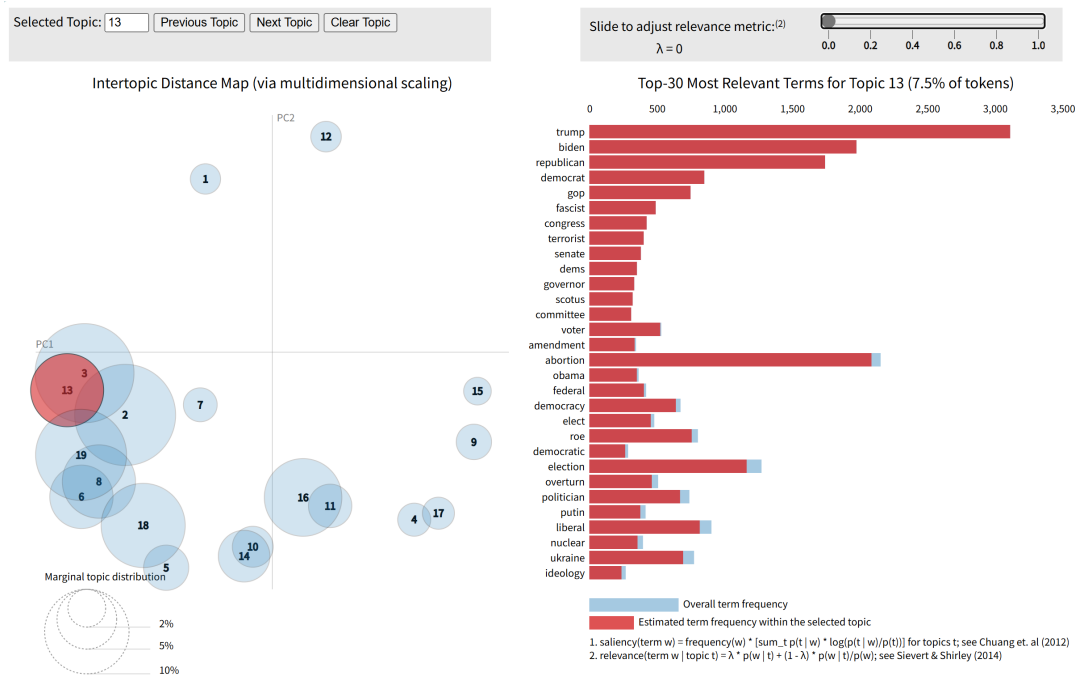 Selected Topic: 13 Previous Topic Next Topic Clear Topic
Slide to adjust relevance metric:(2)
λ = 0
0.0 0.2 0.4 0.6 0.8 1.0
Intertopic Distance Map (via multidimensional scaling)
PC2
PC1
12
1
3
13
2
7
15
9
19
8
6
16
11
4
17
18
10
14
5
Marginal topic distribution
2%
5%
10%
Top-30 Most Relevant Terms for Topic 13 (7.5% of tokens)
0 500 1,000 1,500 2,000 2,500 3,000 3,500
trump
biden
republican
democrat
gop
fascist
congress
terrorist
senate
dems
governor
scotus
committee
voter
amendment
abortion
obama
federal
democracy
elect
roe
democratic
election
overturn
politician
putin
liberal
nuclear
ukraine
ideology
Overall term frequency
Estimated term frequency within the selected topic
1. saliency(term w) = frequency(w) * [sum_t p(t | w) * log(p(t | w)/p(t))] for topics t; see Chuang et. al (2012)
2. relevance(term w | topic t) = λ * p(w | t) + (1 - λ) * p(w | t)/p(w); see Sievert & Shirley (2014)